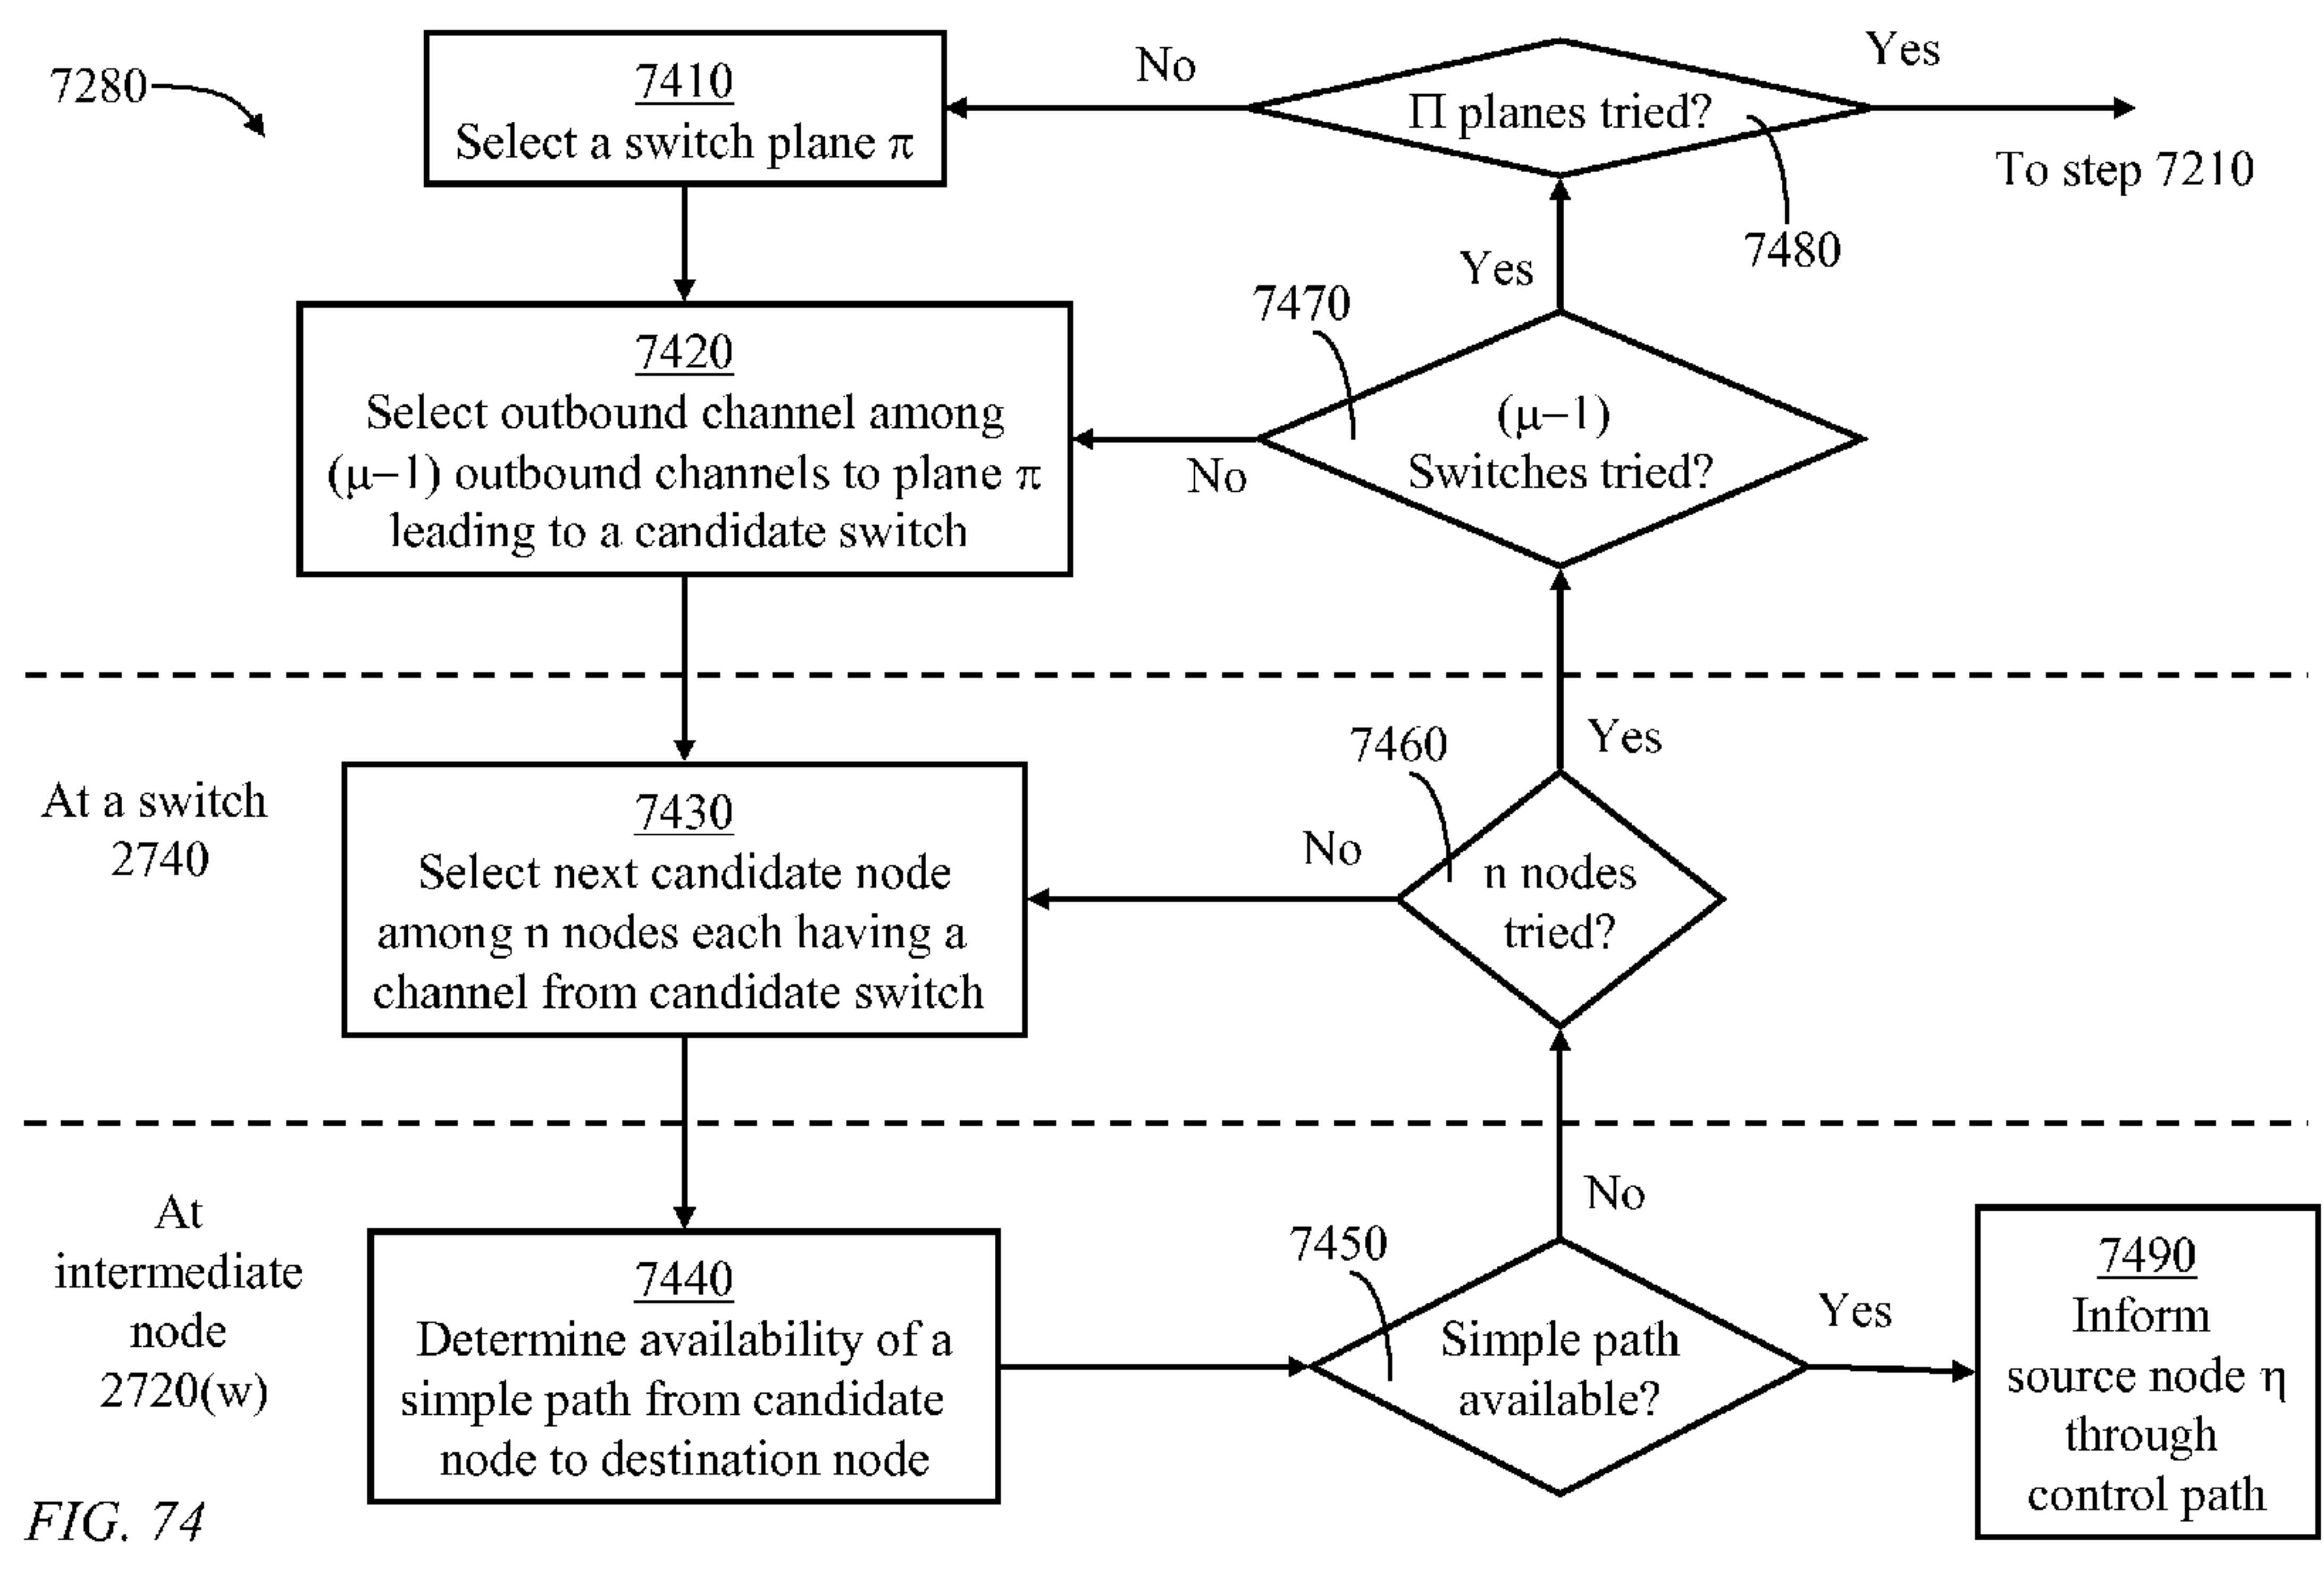 7280
7410
Select a switch plane π
No
Π planes tried?
Yes
To step 7210
7480
Yes
7470
(μ−1)
Switches tried?
No
7420
Select outbound channel among
(μ−1) outbound channels to plane π
leading to a candidate switch
At a switch
2740
7430
Select next candidate node
among n nodes each having a
channel from candidate switch
No
7460
Yes
n nodes
tried?
At
intermediate
node
2720(w)
7440
Determine availability of a
simple path from candidate
node to destination node
7450
No
Simple path
available?
Yes
7490
Inform
source node η
through
control path
FIG. 74